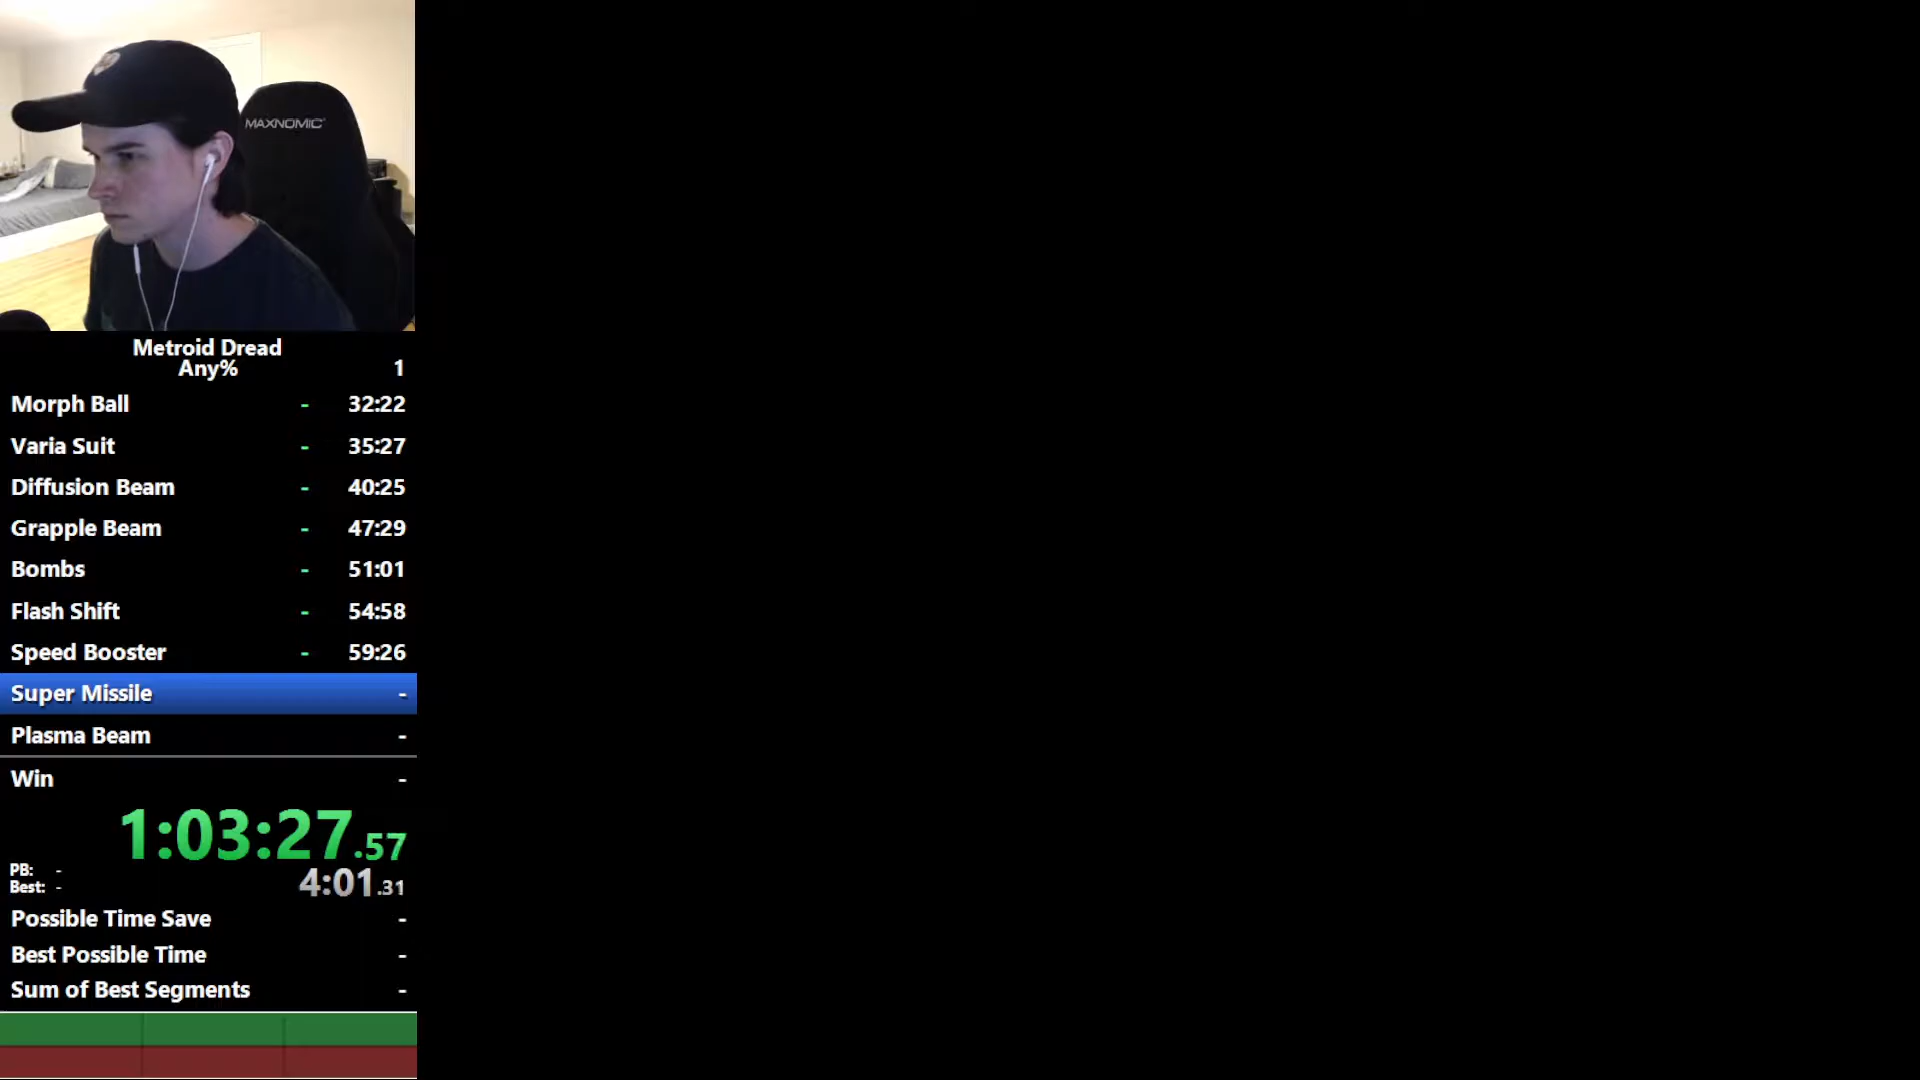 MAXNOMIC
Metroid Dread
Any% 1
Morph Ball - 32:22
Varia Suit - 35:27
Diffusion Beam - 40:25
Grapple Beam - 47:29
Bombs - 51:01
Flash Shift - 54:58
Speed Booster - 59:26
Super Missile -
Plasma Beam -
Win -
1:03:27.57
PB: -
Best: -
4:01.31
Possible Time Save -
Best Possible Time -
Sum of Best Segments -